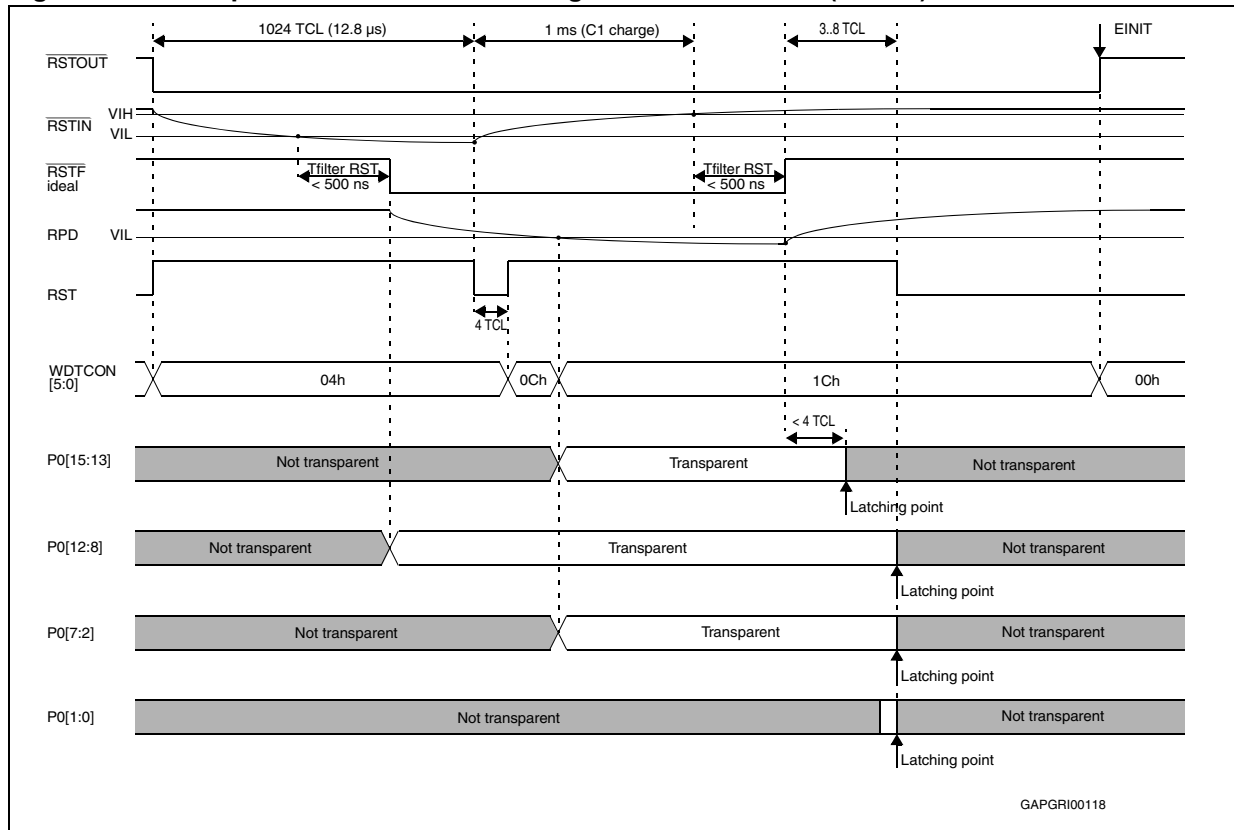 1024 TCL (12.8 µs) 1 ms (C1 charge) 3..8 TCL EINIT
RSTOUT
RSTIN VIH
VIL
RSTF
ideal
Tfilter RST
< 500 ns
Tfilter RST
< 500 ns
RPD VIL
RST
4 TCL
WDTCON
[5:0]
04h 0Ch 1Ch 00h
< 4 TCL
P0[15:13] Not transparent Transparent Not transparent
Latching point
P0[12:8] Not transparent Transparent Not transparent
Latching point
P0[7:2] Not transparent Transparent Not transparent
Latching point
P0[1:0] Not transparent Not transparent
Latching point
GAPGRI00118